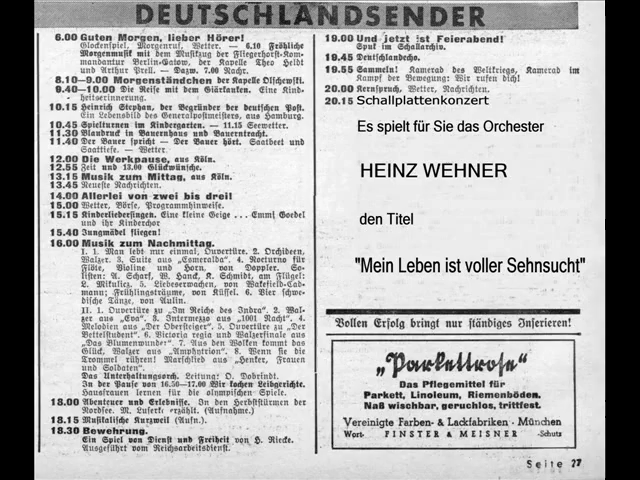 DEUTSCHLANDSENDER
6.00 Guten Morgen, lieber Hörer!
Glockenspiel, Morgenruf, Wetter. — 6.10 Fröhliche
Morgenmusik mit dem Musikzug der Fliegerhorst-Kom-
mandantur Berlin-Gatow, der Kapelle Theo Heldt
und Arthur Prell. — Dazw. 7.00 Nachr.
8.10—9.00 Morgenständchen der Kapelle Olschewski.
9.40—10.00 Die Reise mit dem Giärkanken. Eine Kind-
heitserinnerung.
10.15 Heinrich Stephan, der Begründer der deutschen Post.
Ein Lebensbild des Generalpostmeisters, aus Hamburg.
10.45 Spielturnen im Kindergarten. — 11.15 Seewetter.
11.30 Blaudruck in Bauernhaus und Bauerntracht.
11.40 Der Bauer spricht — Der Bauer hört. Saatbeet und
Saattiefe. — Wetter.
12.00 Die Werkpause, aus Köln.
12.55 Zeit und 13.00 Glückwünsche.
13.15 Musik zum Mittag, aus Köln.
13.45 Neueste Nachrichten.
14.00 Allerlei von zwei bis drei!
15.00 Wetter, Börse, Programmhinweise.
15.15 Kinderliedersingen. Eine kleine Geige . . . Emmi Goedel
und ihr Kinderchor
15.40 Jungmädel fliegen!
16.00 Musik zum Nachmittag.
I. 1. Man lebt nur einmal, Ouvertüre. 2. Orchideen,
Walzer. 3. Suite aus „Esmeralda“. 4. Nocturno für
Flöte, Violine und Horn, von Doppler. So-
listen: A. Scharf, W. Hanck, K. Schmidt, am Flügel:
L. Mikulicz. 5. Liebeserwachen, von Wakefield-Cad-
mann; Frühlingsträume, von Küssel. 6. Vier schwe-
dische Tänze, von Aulin.
II. 1. Ouvertüre zu „Im Reiche des Indra“. 2. Wal-
zer aus „Eva“. 3. Intermezzo aus „1001 Nacht“. 4.
Melodien aus „Der Obersteiger“. 5. Ouvertüre zu „Der
Bettelstudent“. 6. Victoria regia und Walzerfinale aus
„Das Blumenwunder“. 7. Aus den Wolken kommt das
Glück, Walzer aus „Amphytrion“. 8. Wenn sie die
Trommel rühren! Marschlied aus „Henker, Frauen
und Soldaten“.
Das Unterhaltungsorch. Leitung: O. Dobrindt.
In der Pause von 16.50—17.00 Wir kochen Leibgerichte.
Hausfrauen lernen für die olympischen Spiele.
18.00 Abenteuer und Erlebnisse. In den Herbststürmen der
Nordsee. M. Luserke erzählt. (Aufnahme.)
18.15 Musikalische Kurzweil (Aufn.).
18.30 Bewehrung.
Ein Spiel von Dienst und Freiheit von H. Riecke.
Ausgeführt vom Reichsarbeitsdienst.
19.00 Und jetzt ist Feierabend!
Spuk im Schallarchiv.
19.45 Deutschlandecho.
19.55 Sammeln! Kamerad des Weltkriegs, Kamerad im
Kampf der Bewegung: Wir rufen dich!
20.00 Kernspruch, Wetter, Nachrichten.
20.15 Schallplattenkonzert
Es spielt für Sie das Orchester
HEINZ WEHNER
den Titel
"Mein Leben ist voller Sehnsucht"
Vollen Erfolg bringt nur ständiges Inserieren!
„Parkettrose“
Das Pflegemittel für
Parkett, Linoleum, Riemenböden.
Naß wischbar, geruchlos, trittfest.
Vereinigte Farben- & Lackfabriken · München
Wort- FINSTER & MEISNER -Schutz
Seite 27